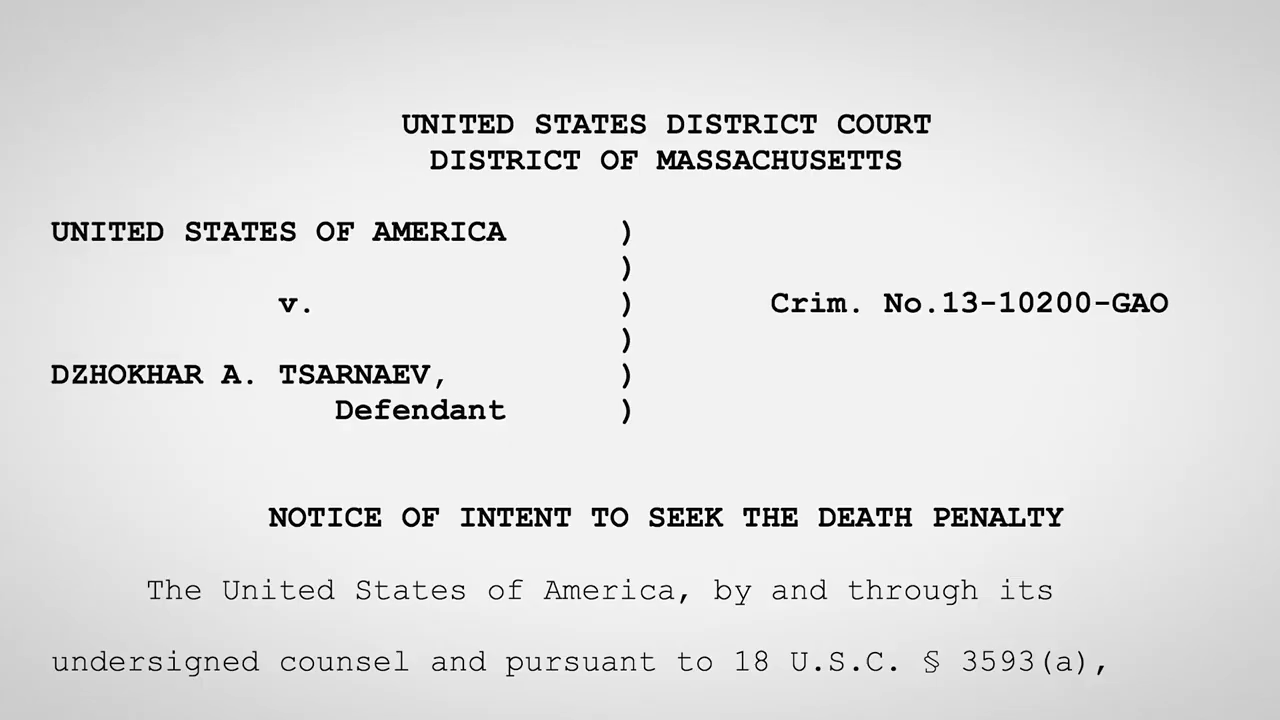 UNITED STATES DISTRICT COURT
DISTRICT OF MASSACHUSETTS
UNITED STATES OF AMERICA )
)
v. ) Crim. No.13-10200-GAO
)
DZHOKHAR A. TSARNAEV, )
Defendant )
NOTICE OF INTENT TO SEEK THE DEATH PENALTY
The United States of America, by and through its
undersigned counsel and pursuant to 18 U.S.C. § 3593(a),